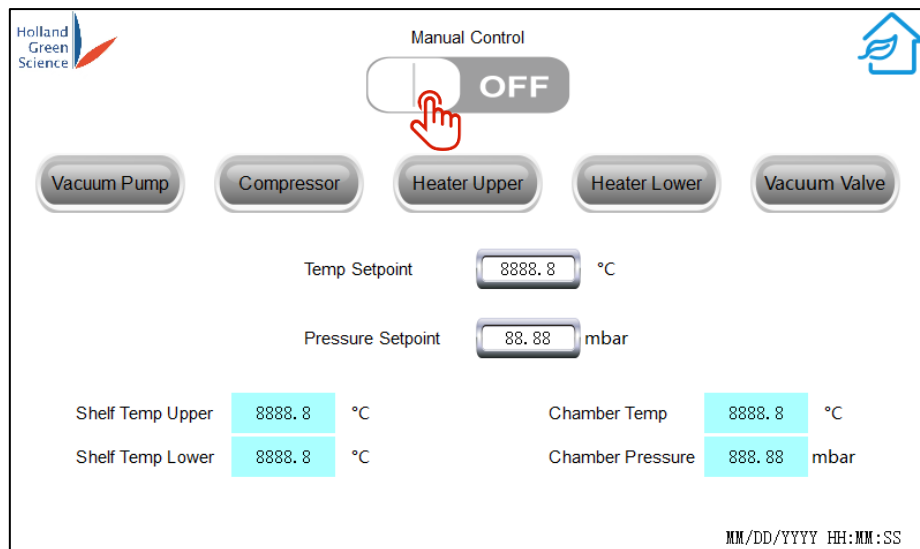 Holland
Green
Science
Manual Control
OFF
Vacuum Pump
Compressor
Heater Upper
Heater Lower
Vacuum Valve
Temp Setpoint 8888.8 °C
Pressure Setpoint 88.88 mbar
Shelf Temp Upper 8888.8 °C
Chamber Temp 8888.8 °C
Shelf Temp Lower 8888.8 °C
Chamber Pressure 888.88 mbar
MM/DD/YYYY HH:MM:SS